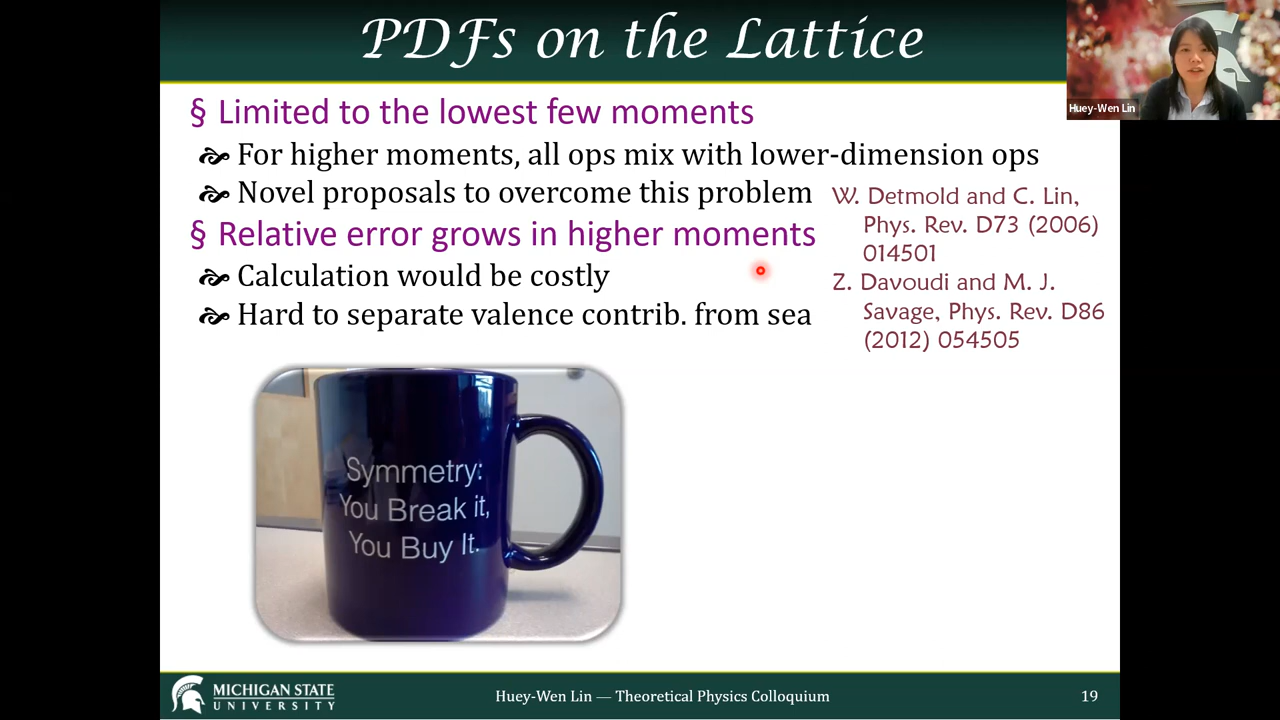 PDFs on the Lattice
Huey-Wen Lin
§ Limited to the lowest few moments
For higher moments, all ops mix with lower-dimension ops
Novel proposals to overcome this problem
W. Detmold and C. Lin,
Phys. Rev. D73 (2006)
014501
Z. Davoudi and M. J.
Savage, Phys. Rev. D86
(2012) 054505
§ Relative error grows in higher moments
Calculation would be costly
Hard to separate valence contrib. from sea
Symmetry:
You Break it,
You Buy It.
MICHIGAN STATE
UNIVERSITY
Huey-Wen Lin — Theoretical Physics Colloquium
19